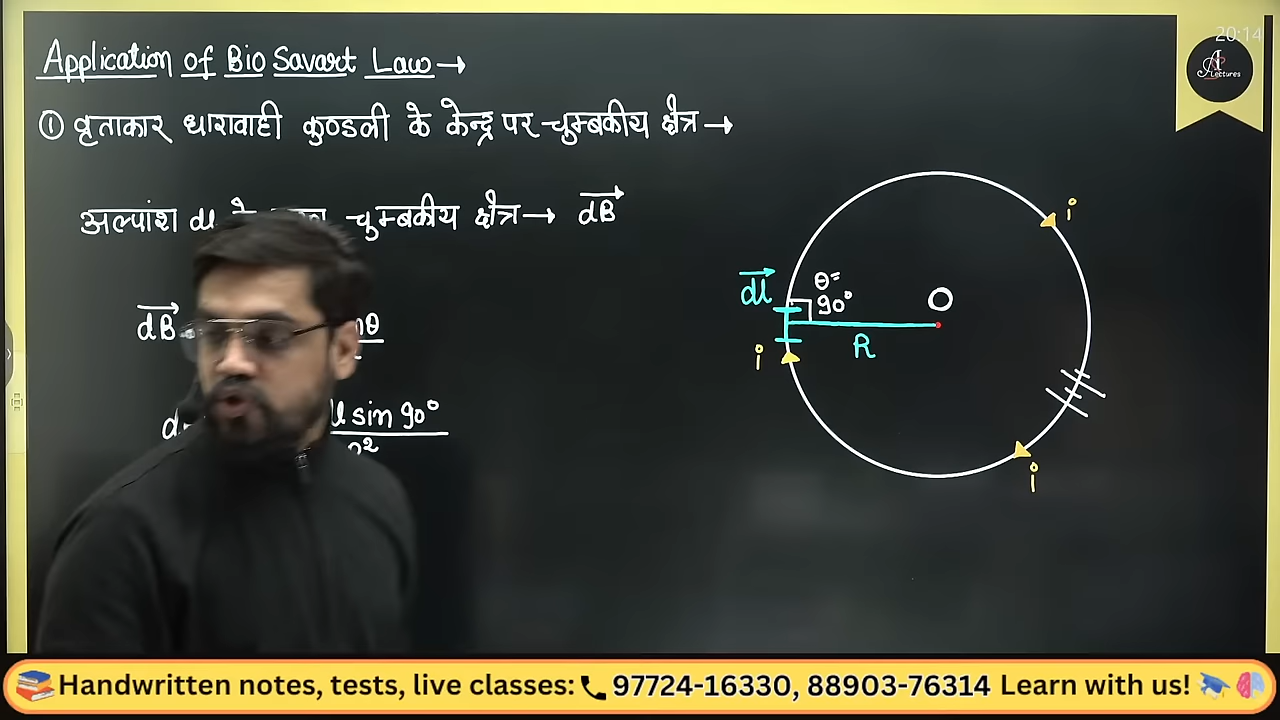 Application of Bio Savart Law →
① वृताकार धारावाही कुण्डली के केन्द्र पर चुम्बकीय क्षेत्र →
अल्पांश dl चुम्बकीय क्षेत्र → dB
dB
θ
sin 90°
i
dl
θ=
90°
O
R
i
i
20:14
A Lectures
📚Handwritten notes, tests, live classes:📞97724-16330, 88903-76314 Learn with us!🎓🧠